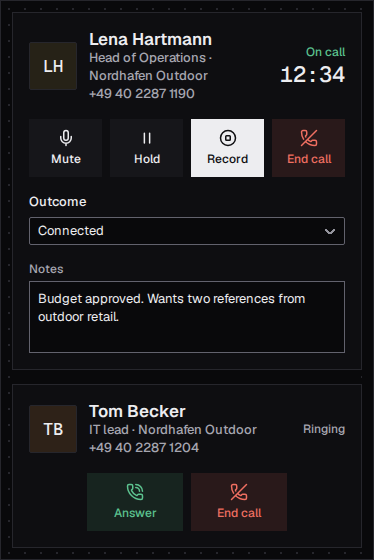 LH
Lena Hartmann
Head of Operations ·
Nordhafen Outdoor
+49 40 2287 1190
On call
12:34
Mute
Hold
Record
End call
Outcome
Connected
Notes
Budget approved. Wants two references from
outdoor retail.
TB
Tom Becker
IT lead · Nordhafen Outdoor
+49 40 2287 1204
Ringing
Answer
End call